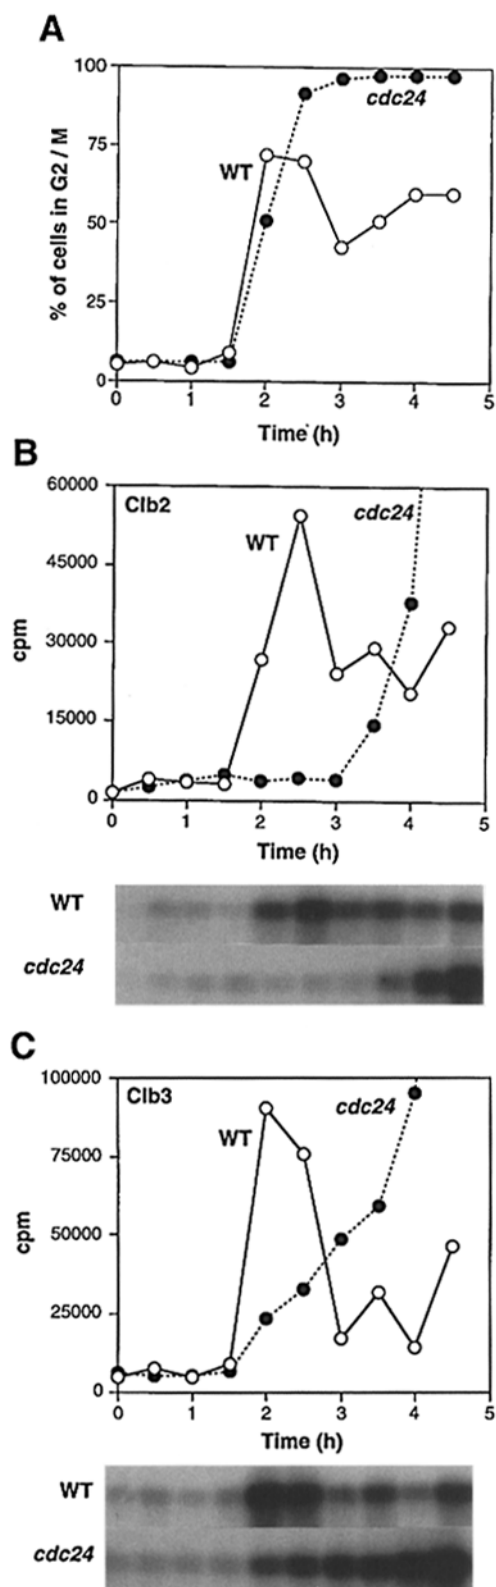 A
100
75
50
25
0
% of cells in G2 / M
WT
cdc24
0 1 2 3 4 5
Time (h)
B
60000
45000
30000
15000
0
cpm
Clb2
WT
cdc24
0 1 2 3 4 5
Time (h)
WT
cdc24
C
100000
75000
50000
25000
0
cpm
Clb3
WT
cdc24
0 1 2 3 4 5
Time (h)
WT
cdc24